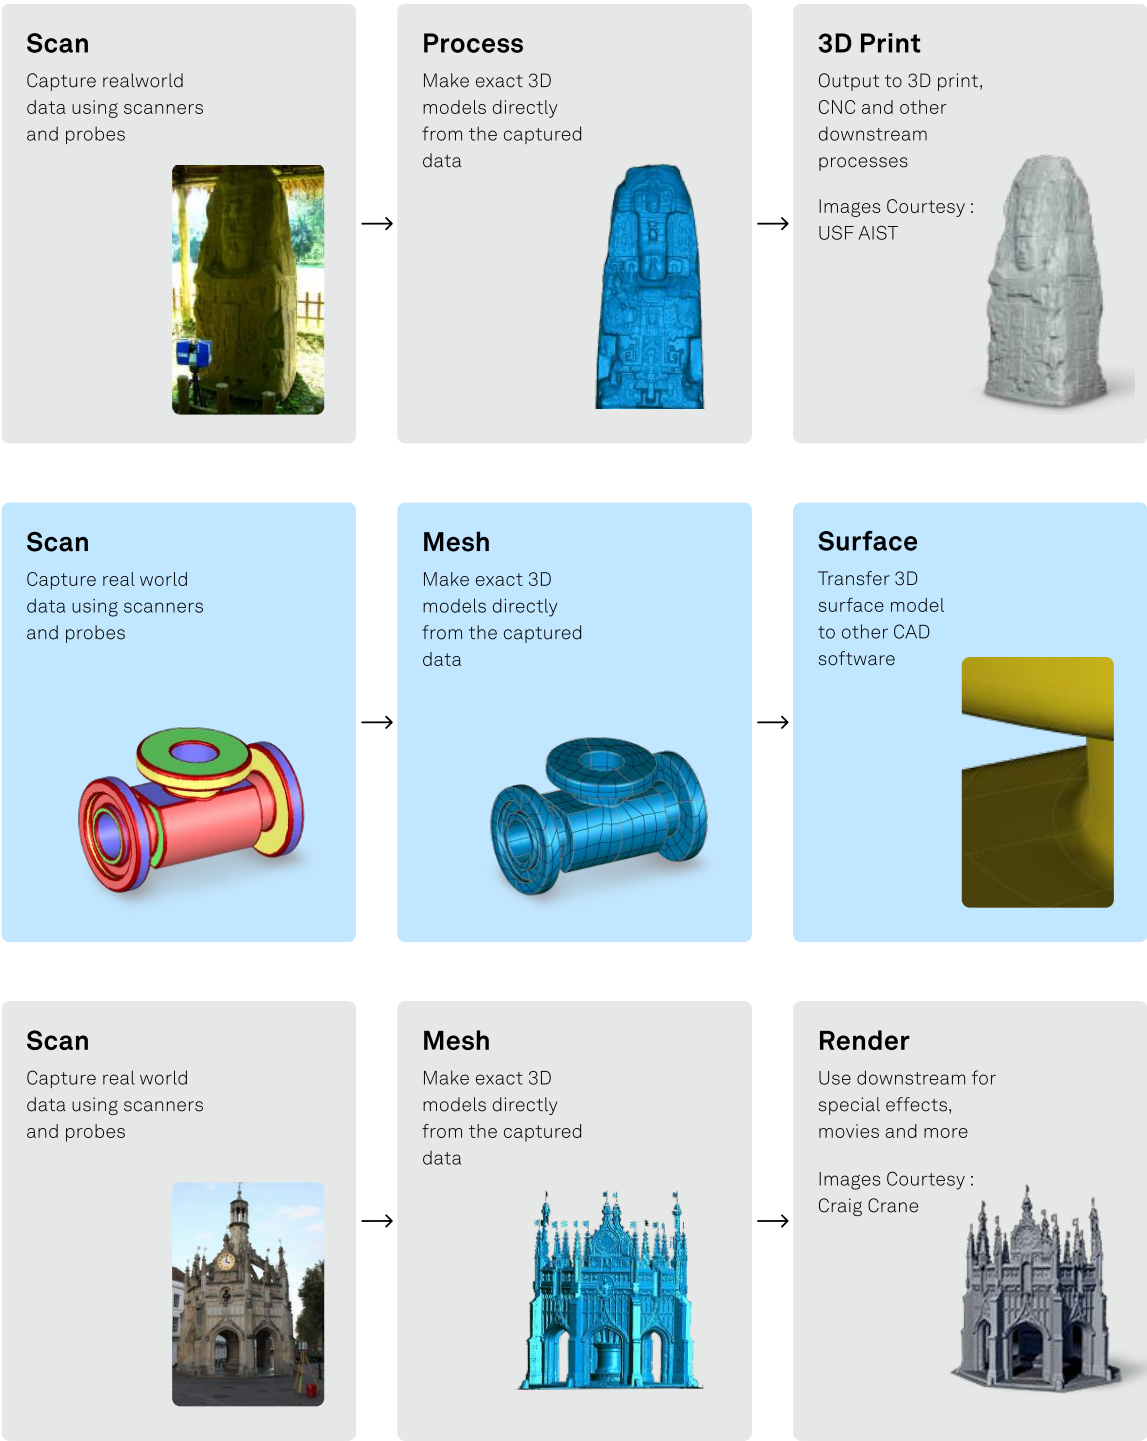 Scan
Capture realworld
data using scanners
and probes
Process
Make exact 3D
models directly
from the captured
data
3D Print
Output to 3D print,
CNC and other
downstream
processes
Images Courtesy :
USF AIST
Scan
Capture real world
data using scanners
and probes
Mesh
Make exact 3D
models directly
from the captured
data
Surface
Transfer 3D
surface model
to other CAD
software
Scan
Capture real world
data using scanners
and probes
Mesh
Make exact 3D
models directly
from the captured
data
Render
Use downstream for
special effects,
movies and more
Images Courtesy :
Craig Crane